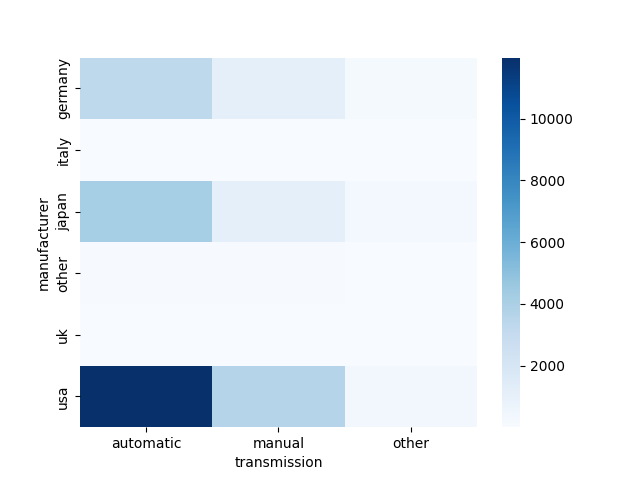 manufacturer
germany
italy
japan
other
uk
usa
automatic
manual
other
transmission
10000
8000
6000
4000
2000